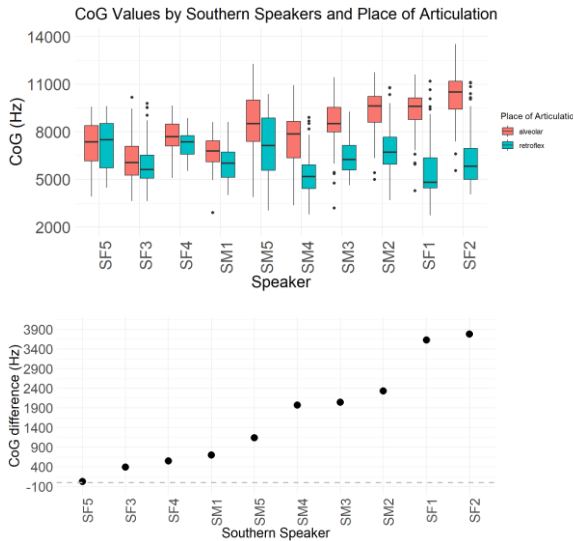 CoG Values by Southern Speakers and Place of Articulation
14000
11000
8000
5000
2000
CoG (Hz)
SF5 SF3 SF4 SM1 SM5 SM4 SM3 SM2 SF1 SF2
Speaker
Place of Articulatio
alveolar
retroflex
3900
3400
2900
2400
1900
1400
900
400
-100
CoG difference (Hz)
SF5 SF3 SF4 SM1 SM5 SM4 SM3 SM2 SF1 SF2
Southern Speaker